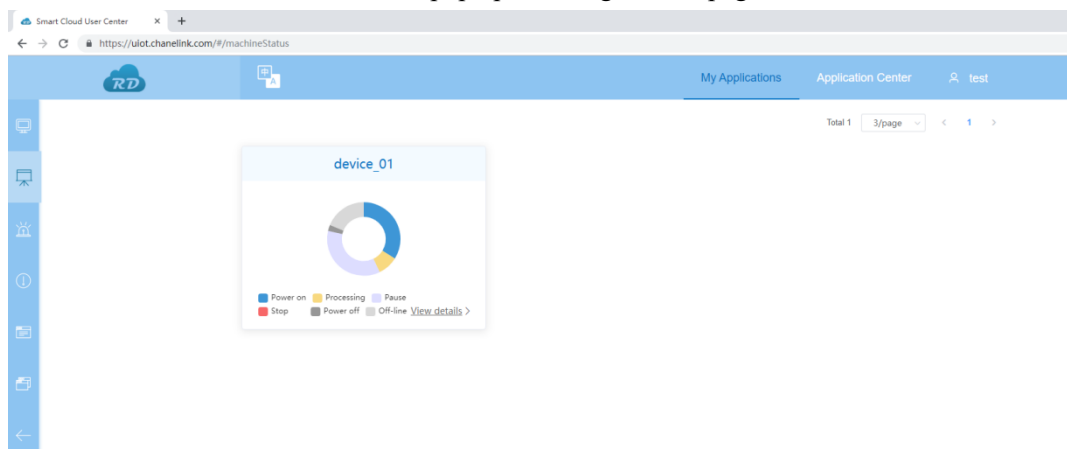 Smart Cloud User Center × +
https://uiot.chanelink.com/#/machineStatus
RD 中 A My Applications Application Center test
Total 1 3/page < 1 >
device_01
Power on Processing Pause
Stop Power off Off-line View details >